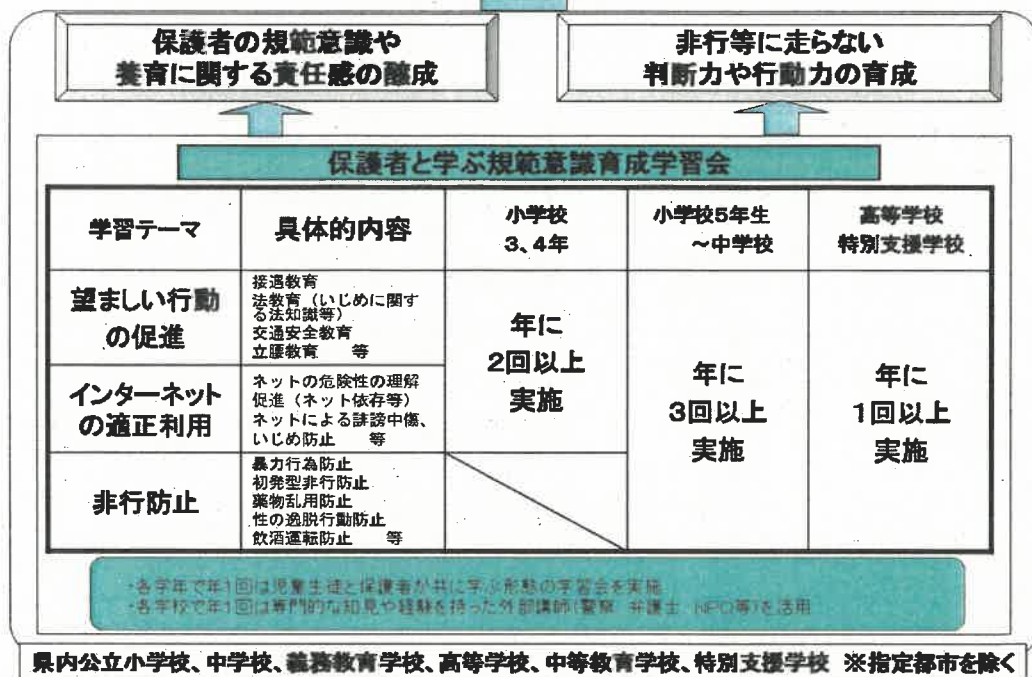 保護者の規範意識や
養育に関する責任感の醸成
非行等に走らない
判断力や行動力の育成
保護者と学ぶ規範意識育成学習会
学習テーマ
具体的内容
小学校
3、4年
小学校5年生
～中学校
高等学校
特別支援学校
望ましい行動
の促進
接遇教育
法教育（いじめに関す
る法知識等）
交通安全教育
立腰教育　等
年に
2回以上
実施
年に
3回以上
実施
年に
1回以上
実施
インターネット
の適正利用
ネットの危険性の理解
促進（ネット依存等）
ネットによる誹謗中傷、
いじめ防止　等
非行防止
暴力行為防止
初発型非行防止
薬物乱用防止
性の逸脱行動防止
飲酒運転防止　等
・各学年で年1回は児童生徒と保護者が共に学ぶ形態の学習会を実施
・各学校で年1回は専門的な知見や経験を持った外部講師（警察　弁護士　NPO等）を活用
県内公立小学校、中学校、義務教育学校、高等学校、中等教育学校、特別支援学校　※指定都市を除く